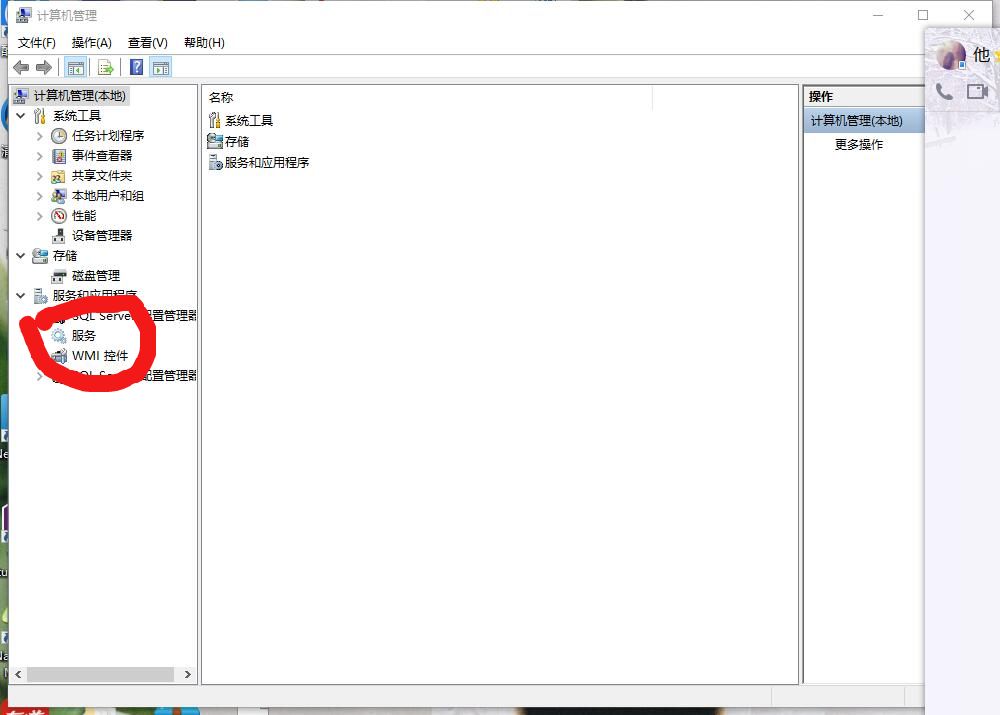 计算机管理
文件(F) 操作(A) 查看(V) 帮助(H)
计算机管理(本地)
系统工具
任务计划程序
事件查看器
共享文件夹
本地用户和组
性能
设备管理器
存储
磁盘管理
服务和应用程序
SQL Server 配置管理器
服务
WMI 控件
SQL Server 配置管理器
名称
系统工具
存储
服务和应用程序
操作
计算机管理(本地)
更多操作
他